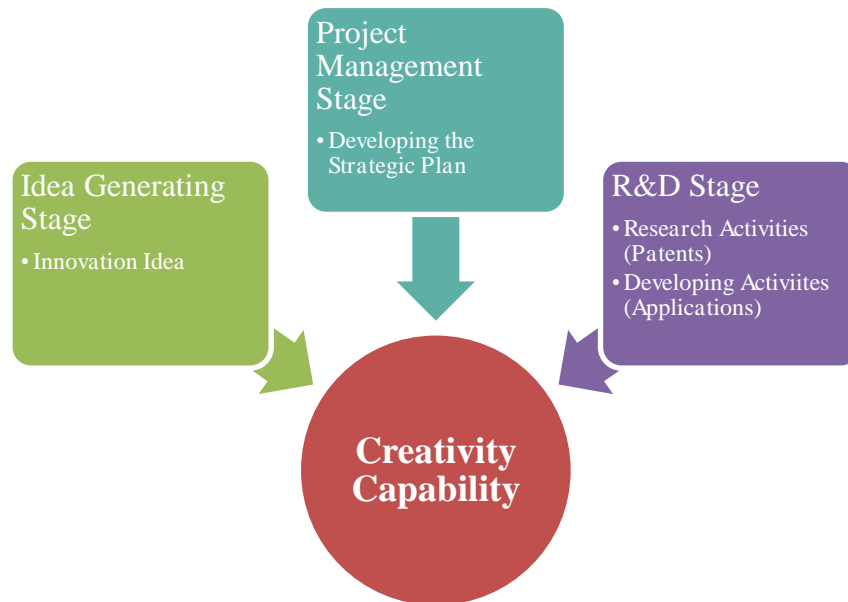 Project
Management
Stage
• Developing the
Strategic Plan
Idea Generating
Stage
• Innovation Idea
R&D Stage
• Research Activities
(Patents)
• Developing Activiites
(Applications)
Creativity
Capability